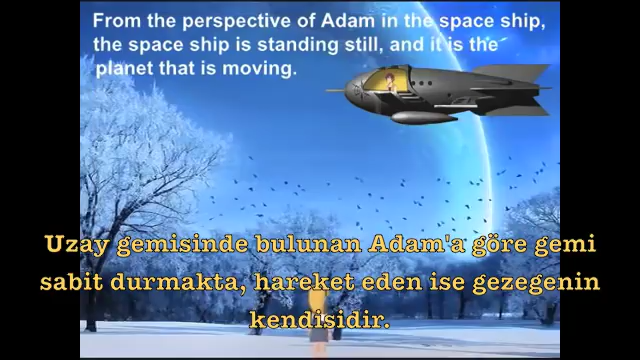 From the perspective of Adam in the space ship,
the space ship is standing still, and it is the
planet that is moving.
Uzay gemisinde bulunan Adam'a göre gemi
sabit durmakta, hareket eden ise gezegenin
kendisidir.